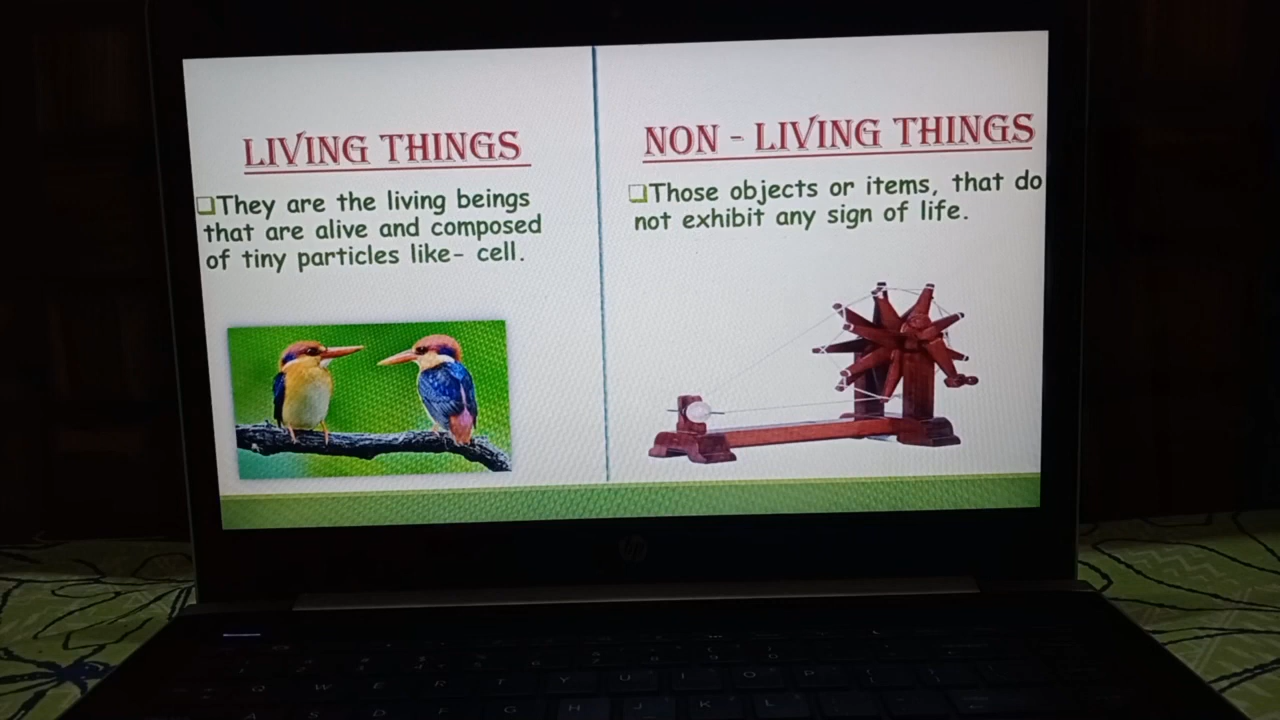 LIVING THINGS
❑They are the living beings
that are alive and composed
of tiny particles like- cell.
NON - LIVING THINGS
❑Those objects or items, that do
not exhibit any sign of life.
hp
Q W E R T Y U I O P
A S D F G H J K L